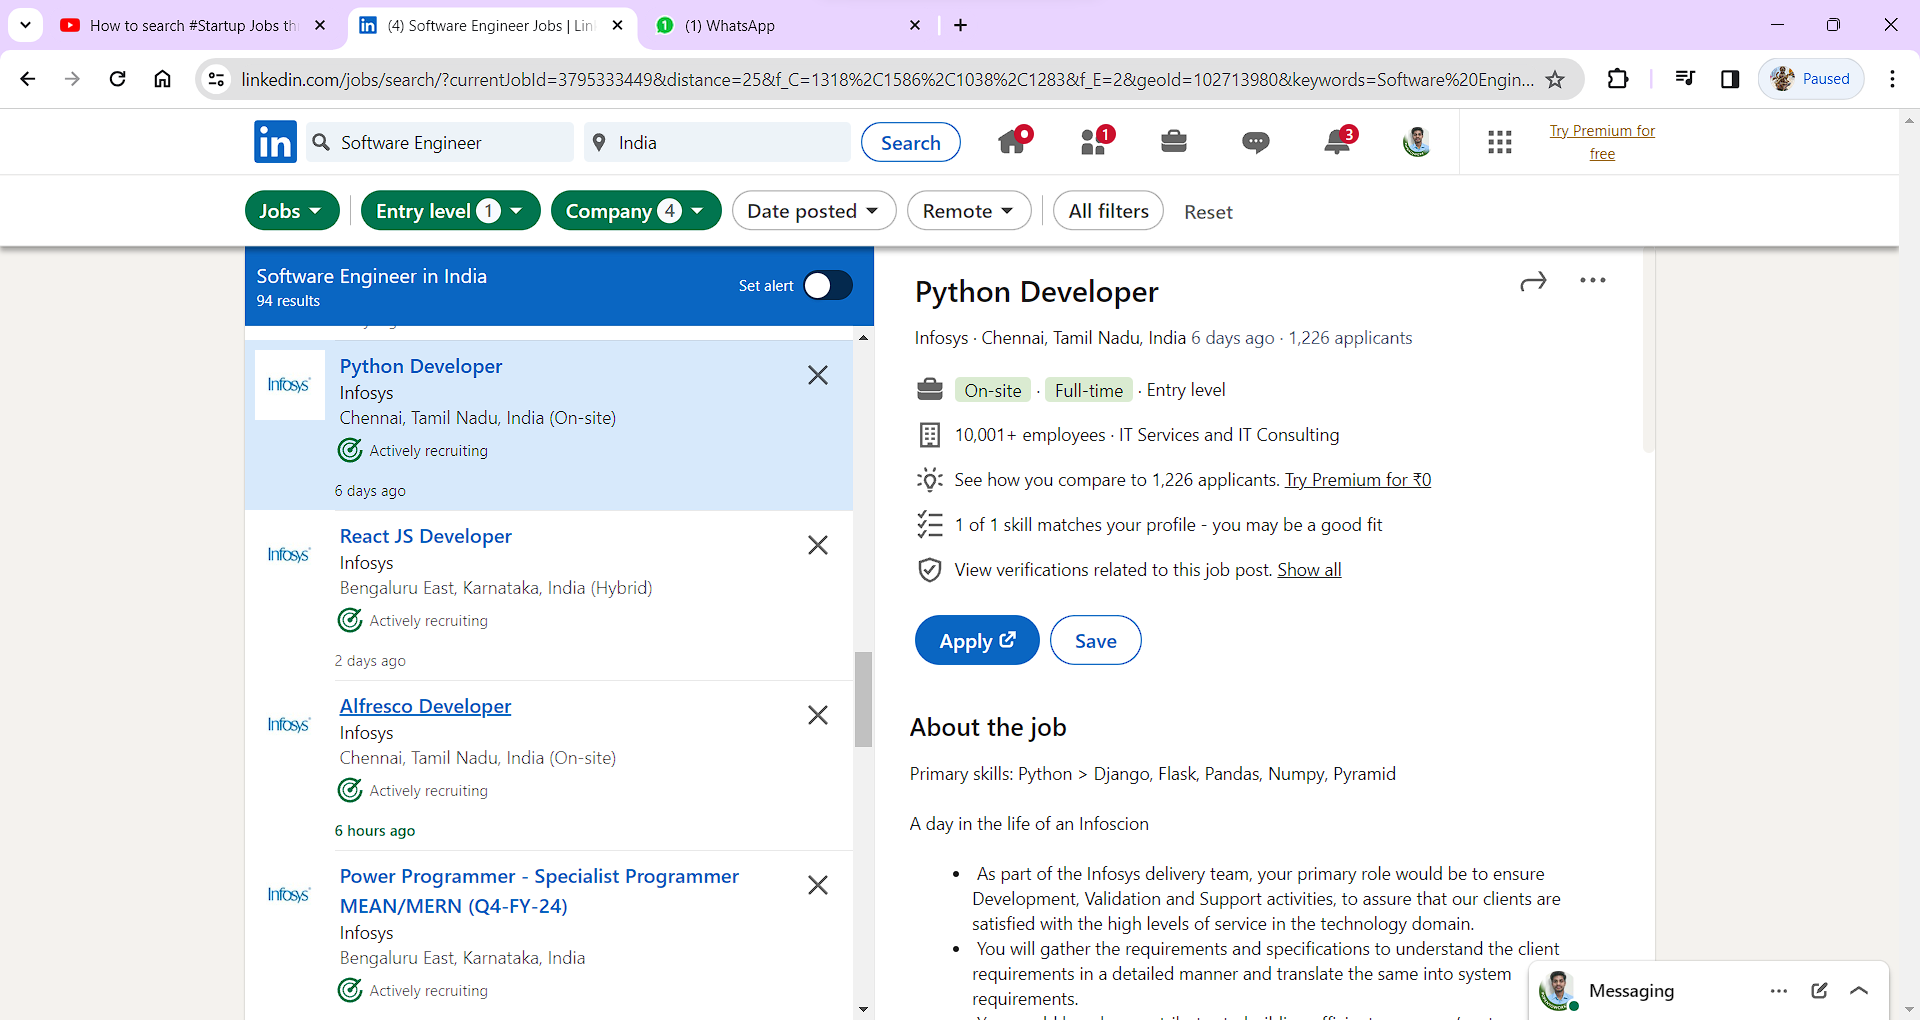 How to search #Startup Jobs th
(4) Software Engineer Jobs | Lin
1
(1) WhatsApp
linkedin.com/jobs/search/?currentJobId=3795333449&distance=25&f_C=1318%2C1586%2C1038%2C1283&f_E=2&geoId=102713980&keywords=Software%20Engin...
Paused
in
Software Engineer
India
Search
1
3
Try Premium for
free
Jobs
Entry level 1
Company 4
Date posted
Remote
All filters
Reset
Software Engineer in India
94 results
Set alert
Infosys
Python Developer
Infosys
Chennai, Tamil Nadu, India (On-site)
Actively recruiting
6 days ago
Infosys
React JS Developer
Infosys
Bengaluru East, Karnataka, India (Hybrid)
Actively recruiting
2 days ago
Infosys
Alfresco Developer
Infosys
Chennai, Tamil Nadu, India (On-site)
Actively recruiting
6 hours ago
Infosys
Power Programmer - Specialist Programmer
MEAN/MERN (Q4-FY-24)
Infosys
Bengaluru East, Karnataka, India
Actively recruiting
Python Developer
Infosys · Chennai, Tamil Nadu, India 6 days ago · 1,226 applicants
On-site · Full-time · Entry level
10,001+ employees · IT Services and IT Consulting
See how you compare to 1,226 applicants. Try Premium for ₹0
1 of 1 skill matches your profile - you may be a good fit
View verifications related to this job post. Show all
Apply
Save
About the job
Primary skills: Python > Django, Flask, Pandas, Numpy, Pyramid
A day in the life of an Infoscion
• As part of the Infosys delivery team, your primary role would be to ensure
Development, Validation and Support activities, to assure that our clients are
satisfied with the high levels of service in the technology domain.
• You will gather the requirements and specifications to understand the client
requirements in a detailed manner and translate the same into system
requirements.
Messaging